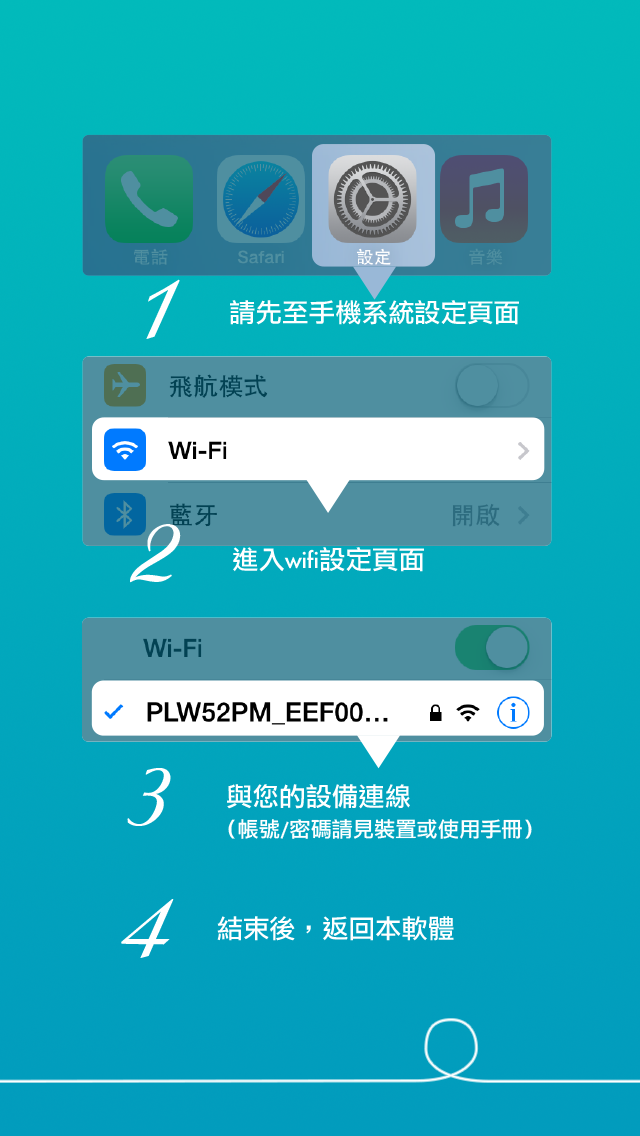 電話
Safari
設定
音樂
1
請先至手機系統設定頁面
飛航模式
Wi-Fi
藍牙
開啟
2
進入wifi設定頁面
Wi-Fi
PLW52PM_EEF00...
3
與您的設備連線
（帳號/密碼請見裝置或使用手冊）
4
結束後，返回本軟體